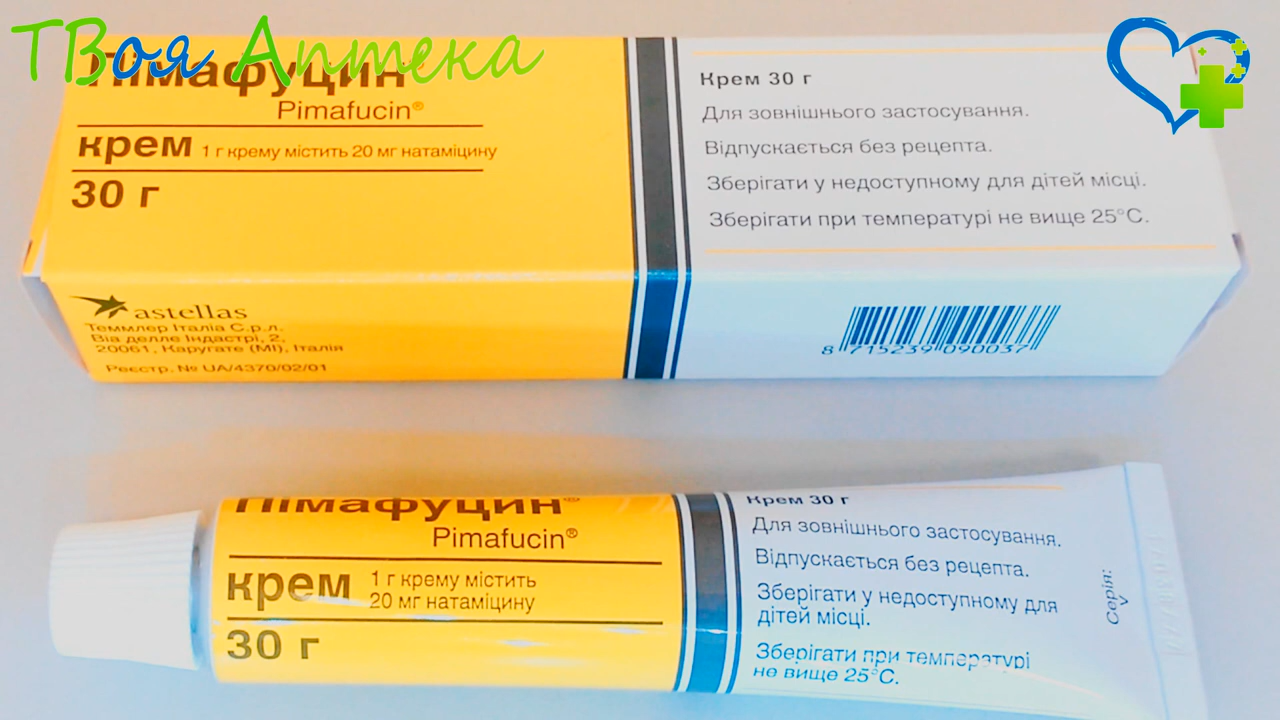 ТВоя Аптека
Пімафуцин®
Pimafucin®
крем 1 г крему містить 20 мг натаміцину
30 г
Крем 30 г
Для зовнішнього застосування.
Відпускається без рецепта.
Зберігати у недоступному для дітей місці.
Зберігати при температурі не вище 25°C.
astellas
Теммлер Італіа С.р.л.
Віа делле Індастрі, 2,
20061, Каругате (МІ), Італія
Реєстр. № UA/4370/02/01
8 715239 090037
Пімафуцин®
Pimafucin®
крем 1 г крему містить
20 мг натаміцину
30 г
Крем 30 г
Для зовнішнього застосування.
Відпускається без рецепта.
Зберігати у недоступному для
дітей місці.
Зберігати при температурі
не вище 25°C.
Серія: